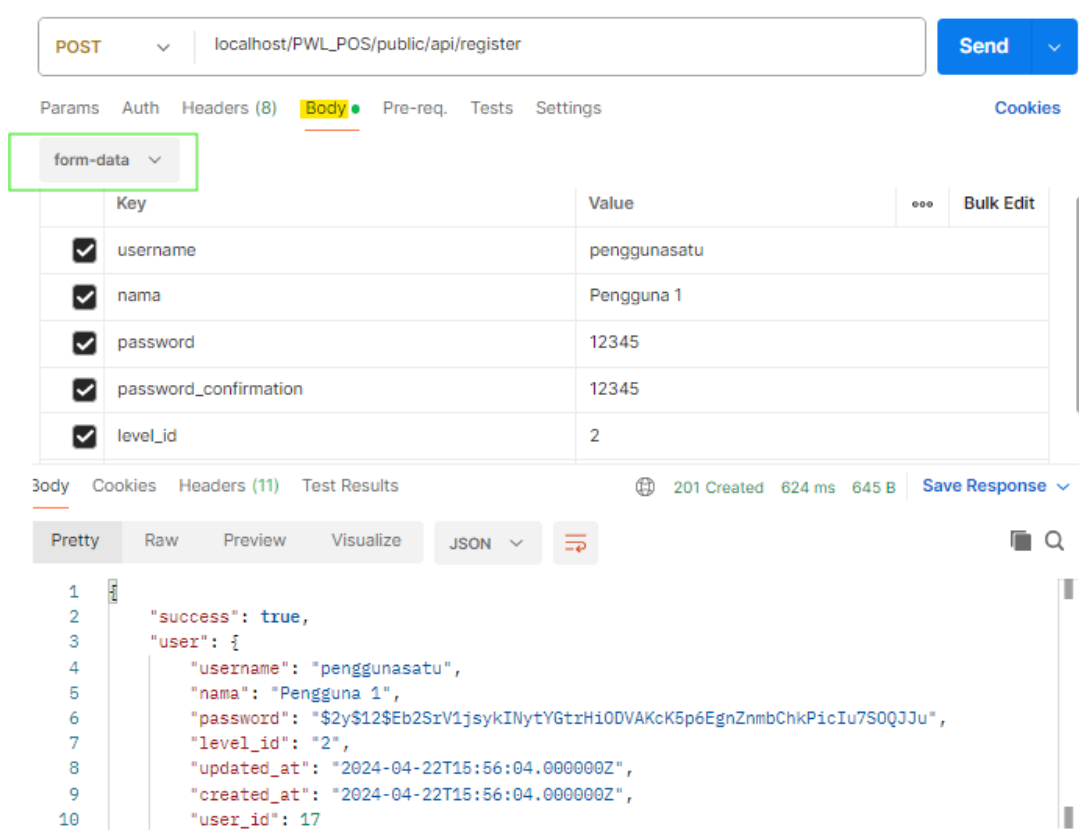 POST localhost/PWL_POS/public/api/register Send
Params Auth Headers (8) Body Pre-req. Tests Settings Cookies
form-data
Key Value ooo Bulk Edit
username penggunasatu
nama Pengguna 1
password 12345
password_confirmation 12345
level_id 2
Body Cookies Headers (11) Test Results 201 Created 624 ms 645 B Save Response
Pretty Raw Preview Visualize JSON
1 {
2 "success": true,
3 "user": {
4 "username": "penggunasatu",
5 "nama": "Pengguna 1",
6 "password": "$2y$12$Eb2SrV1jsykINytYGtrHiODVAKcK5p6EgnZnmbChkPicIu7SOQJJu",
7 "level_id": "2",
8 "updated_at": "2024-04-22T15:56:04.000000Z",
9 "created_at": "2024-04-22T15:56:04.000000Z",
10 "user_id": 17